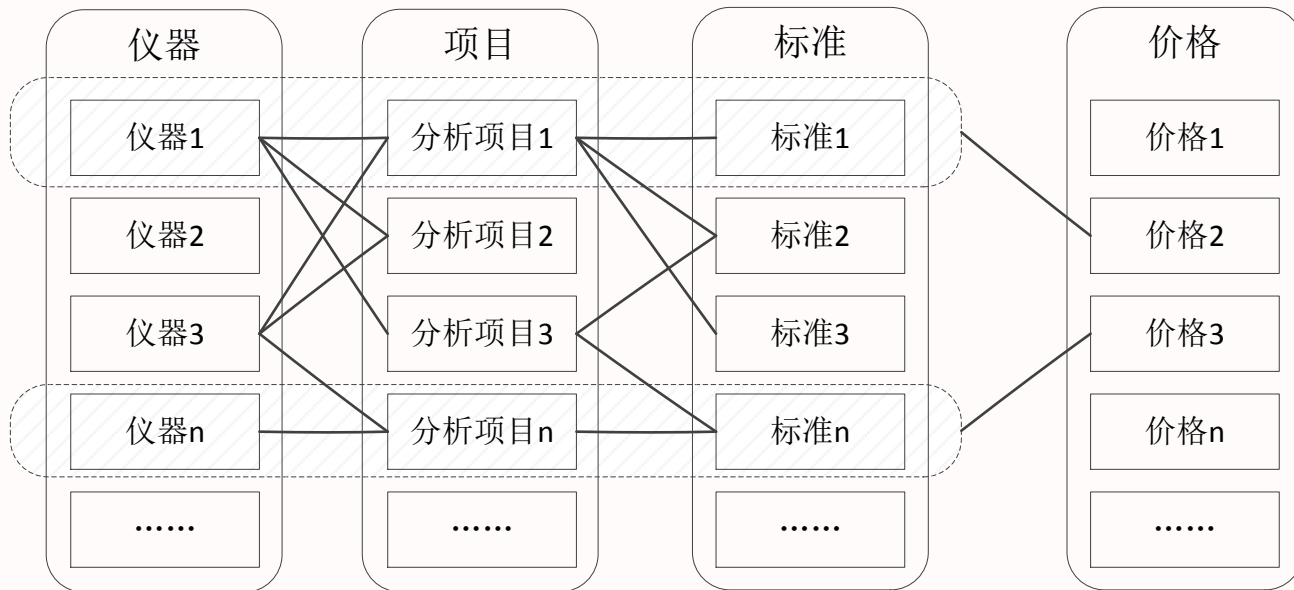 仪器
项目
标准
价格
仪器1
分析项目1
标准1
价格1
仪器2
分析项目2
标准2
价格2
仪器3
分析项目3
标准3
价格3
仪器n
分析项目n
标准n
价格n
……
……
……
……